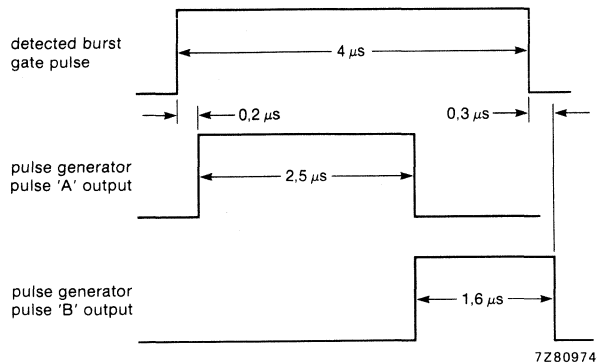 detected burst
gate pulse
4 μs
0,2 μs
0,3 μs
pulse generator
pulse 'A' output
2,5 μs
pulse generator
pulse 'B' output
1,6 μs
7Z80974